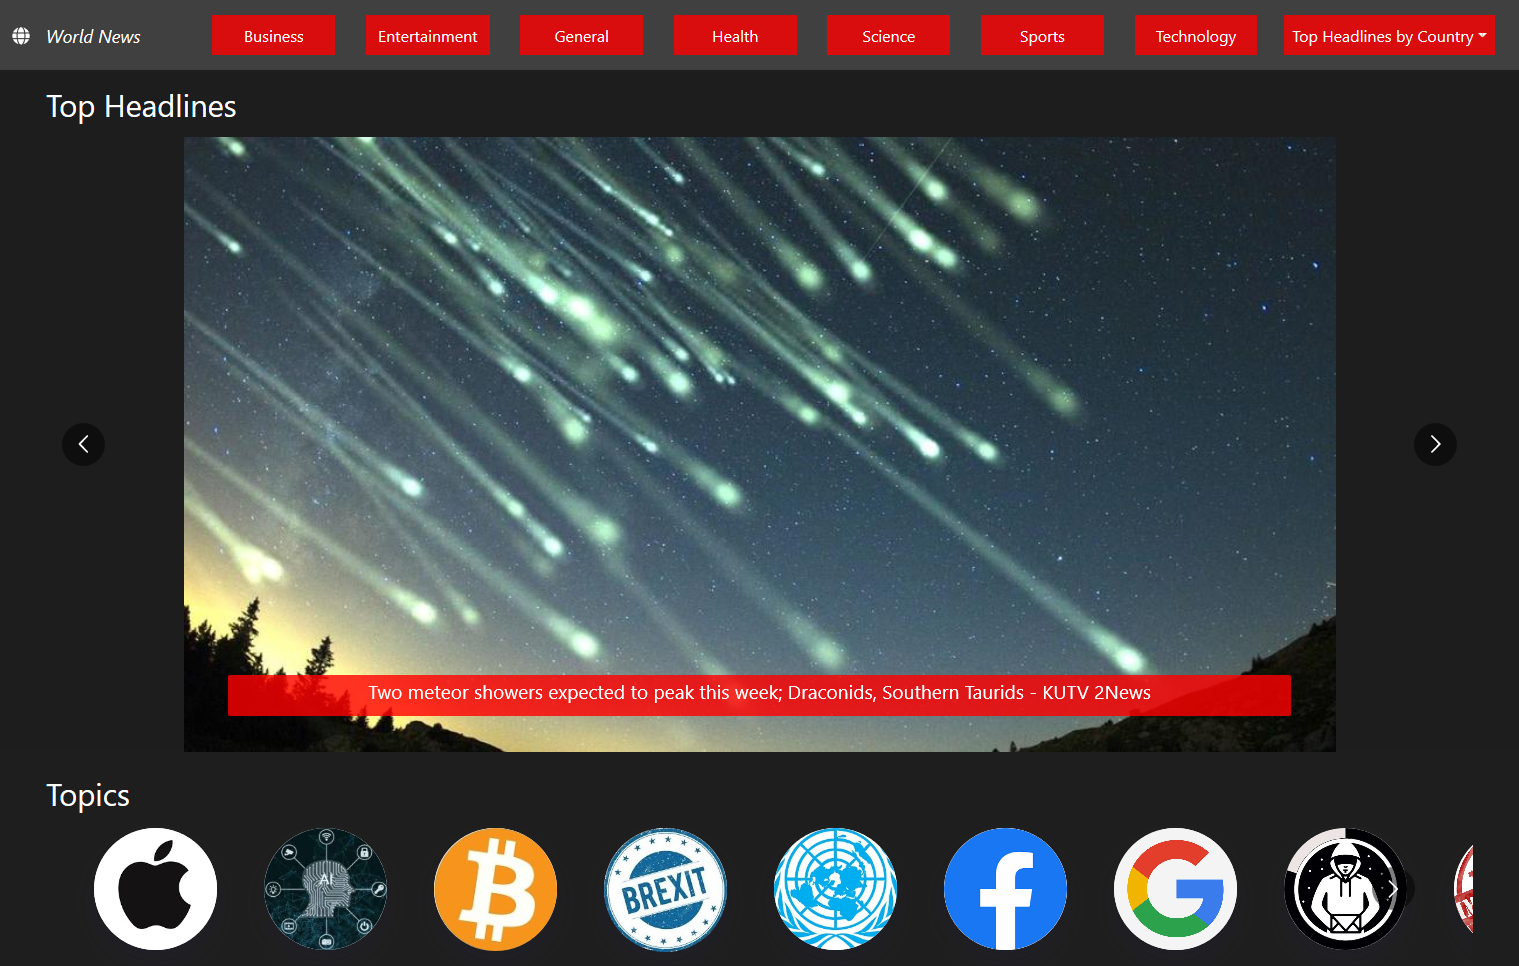 World News
Business
Entertainment
General
Health
Science
Sports
Technology
Top Headlines by Country
Top Headlines
Two meteor showers expected to peak this week; Draconids, Southern Taurids - KUTV 2News
Topics
AI
BREXIT